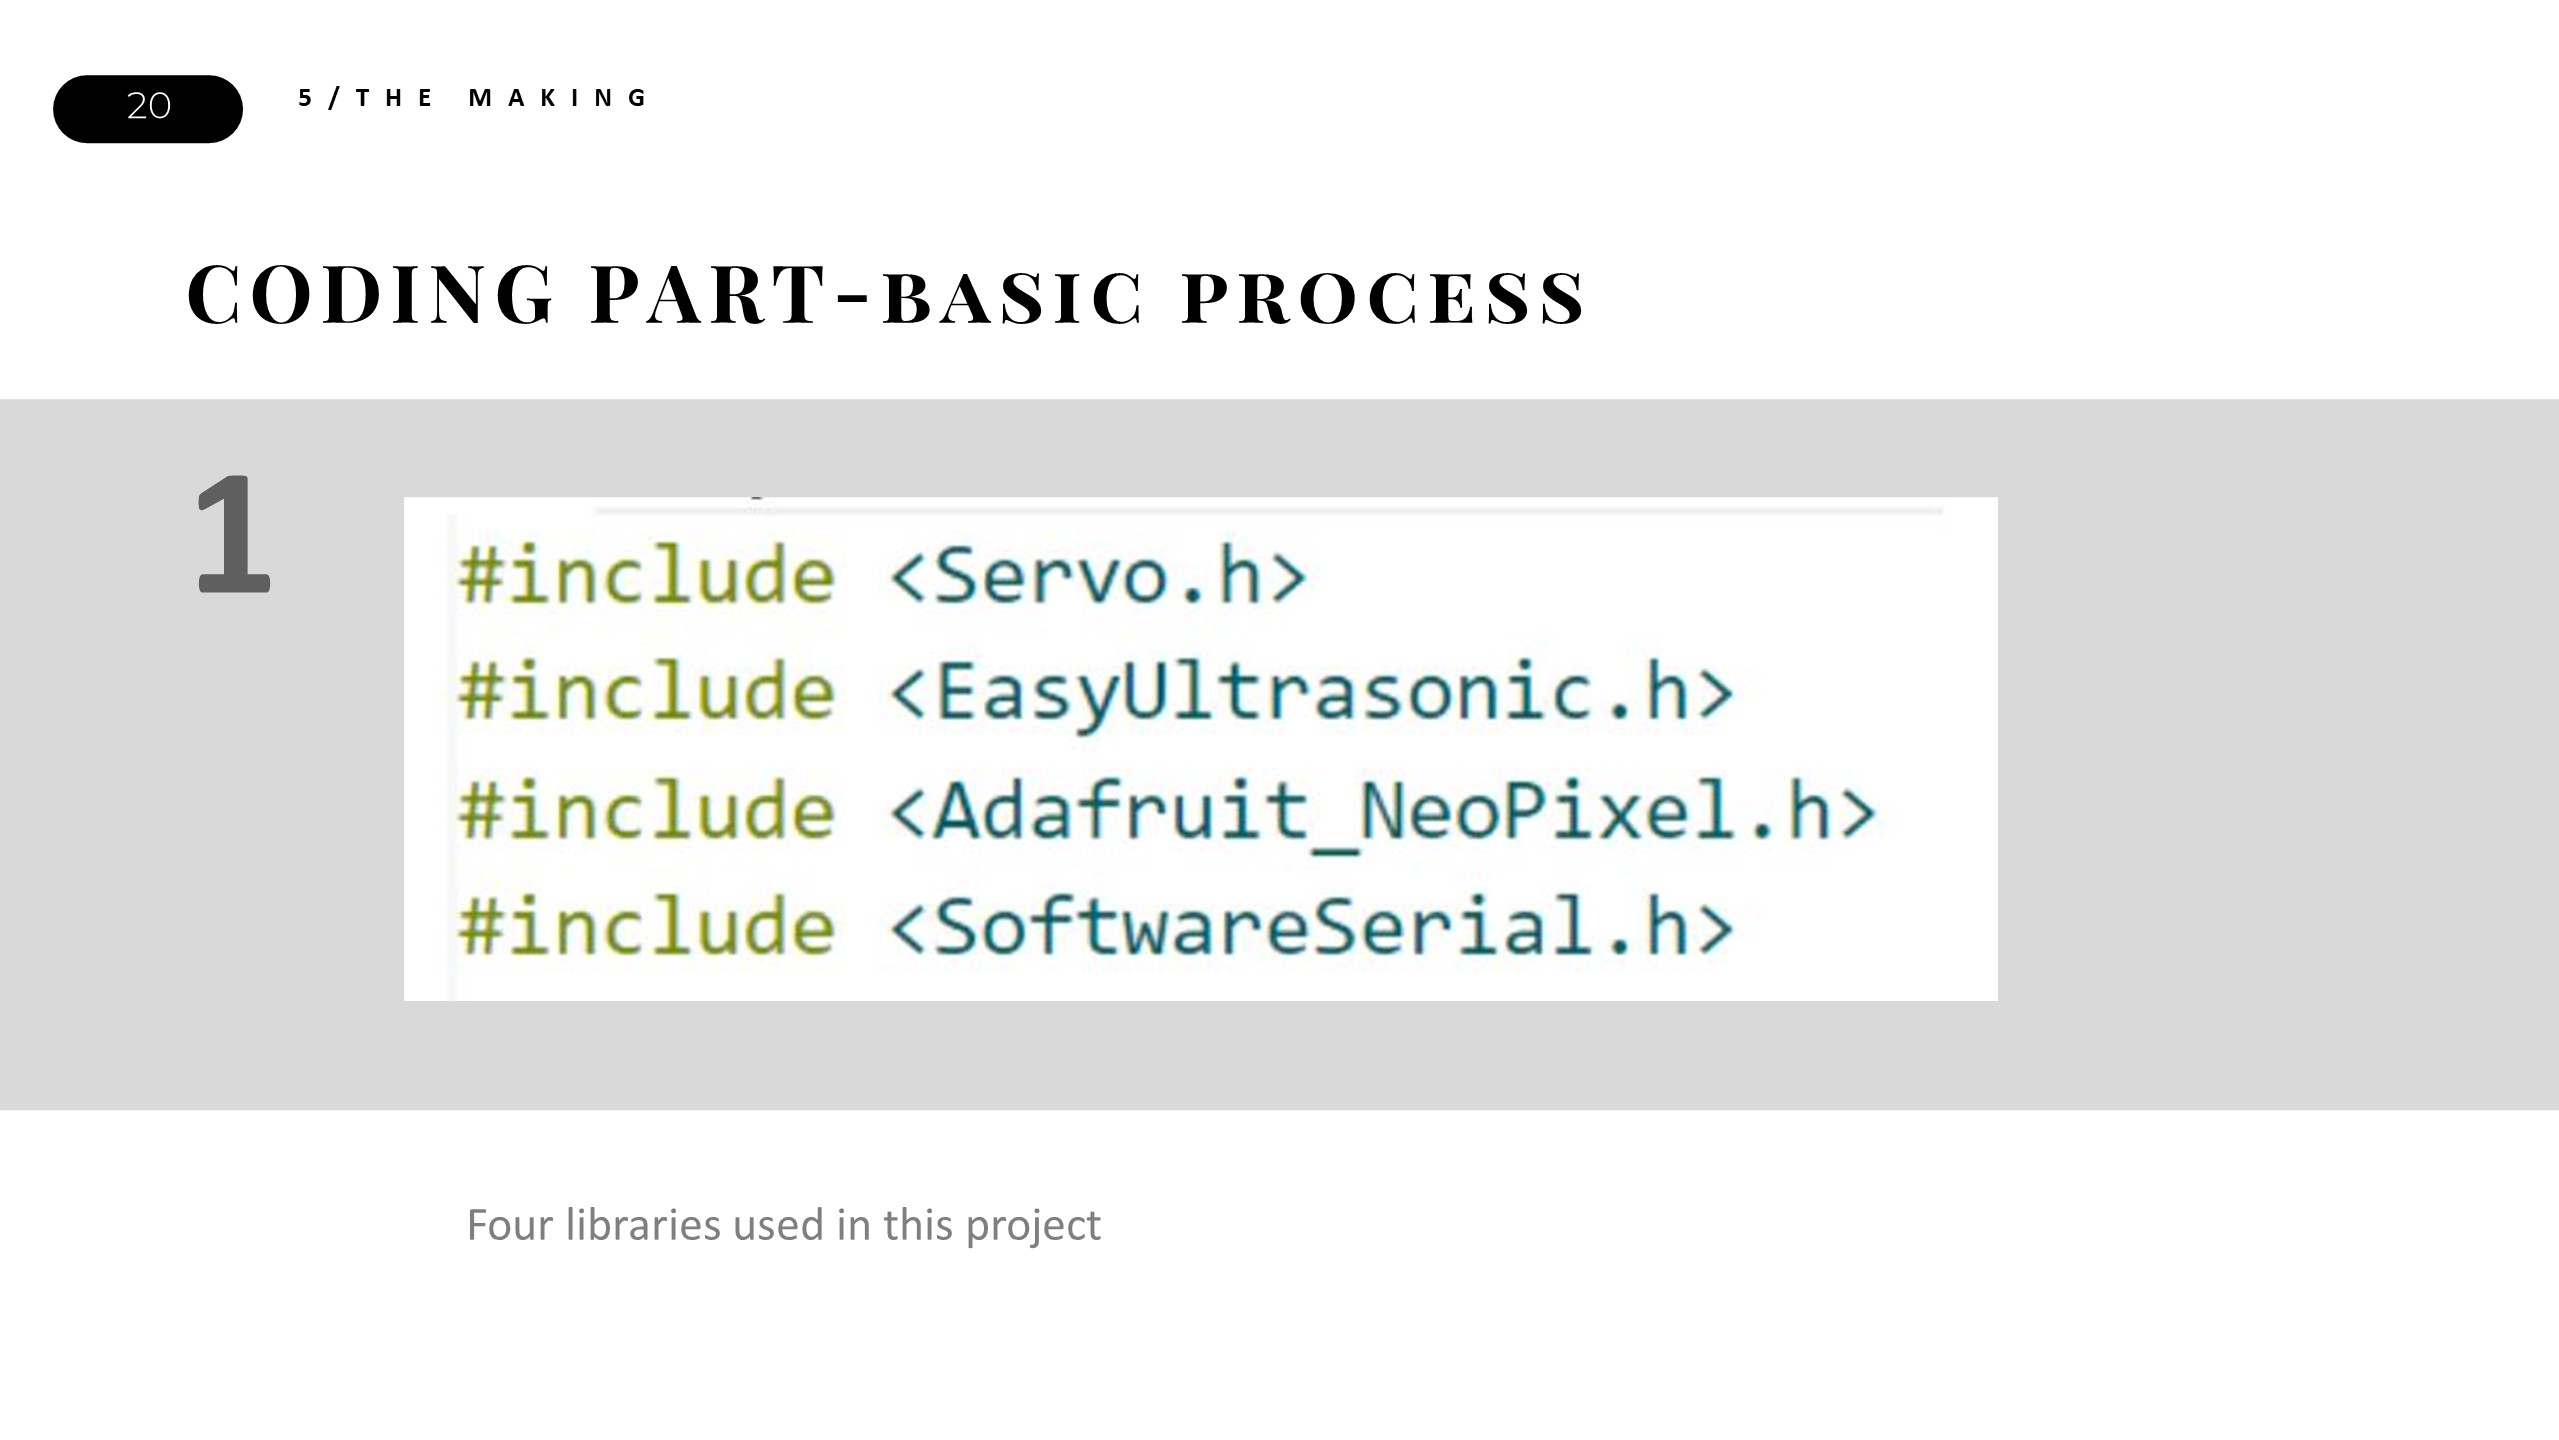 20
5/THE MAKING
CODING PART-BASIC PROCESS
1
#include <Servo.h>
#include <EasyUltrasonic.h>
#include <Adafruit_NeoPixel.h>
#include <SoftwareSerial.h>
Four libraries used in this project